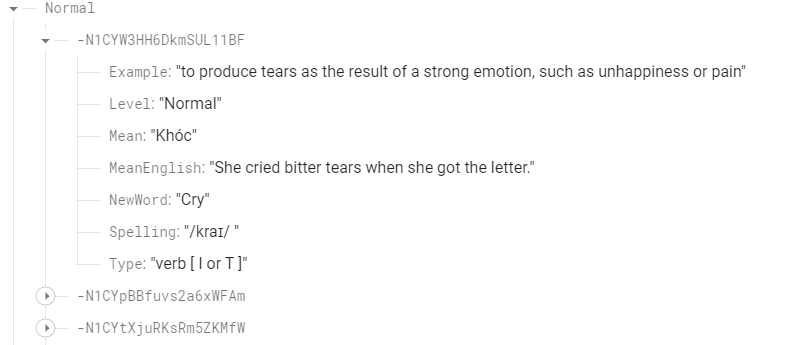 Normal
-N1CYW3HH6DkmSUL11BF
Example: "to produce tears as the result of a strong emotion, such as unhappiness or pain"
Level: "Normal"
Mean: "Khóc"
MeanEnglish: "She cried bitter tears when she got the letter."
NewWord: "Cry"
Spelling: "/kraɪ/ "
Type: "verb [ I or T ]"
-N1CYpBBfuvs2a6xWFAm
-N1CYtXjuRKsRm5ZKMfW